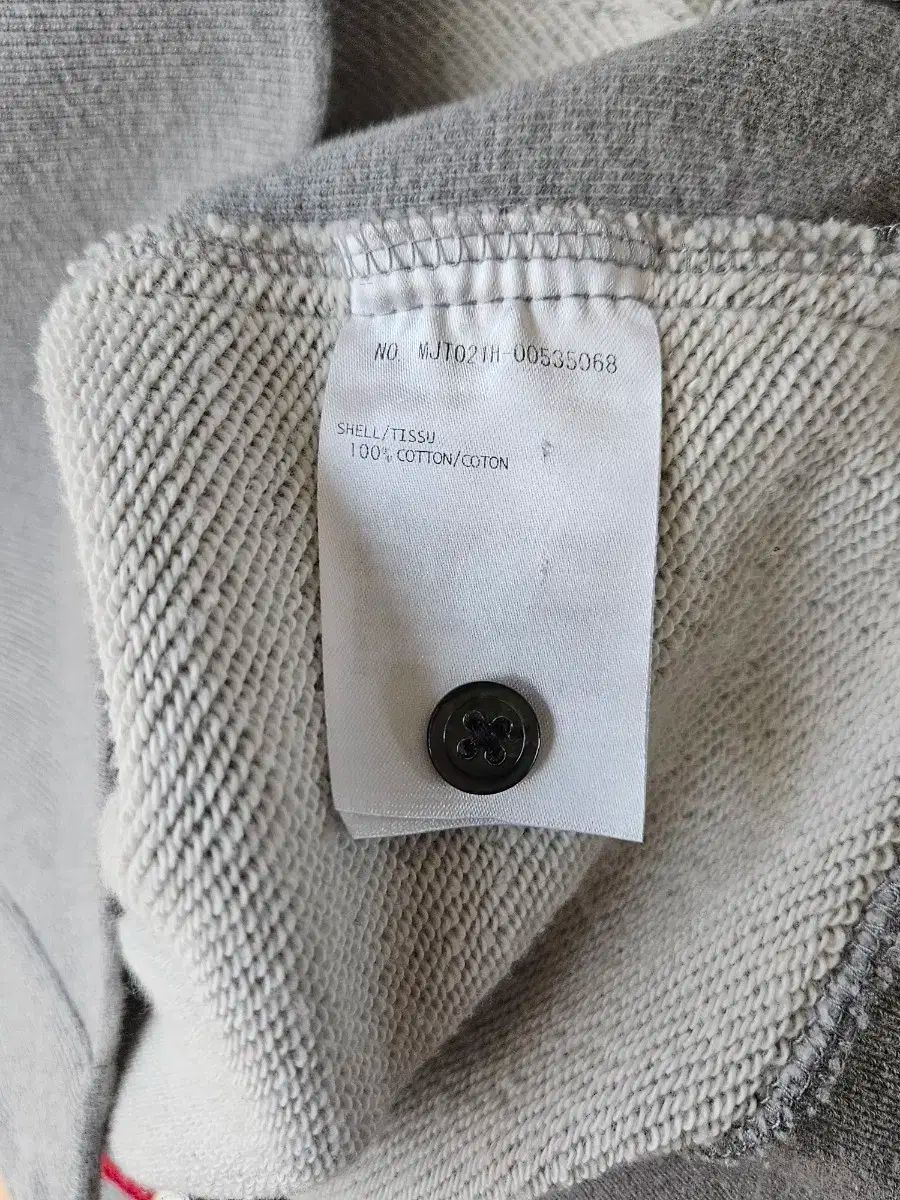 NO. MJT021H-00535068
SHELL/TISSU
100% COTTON/COTON